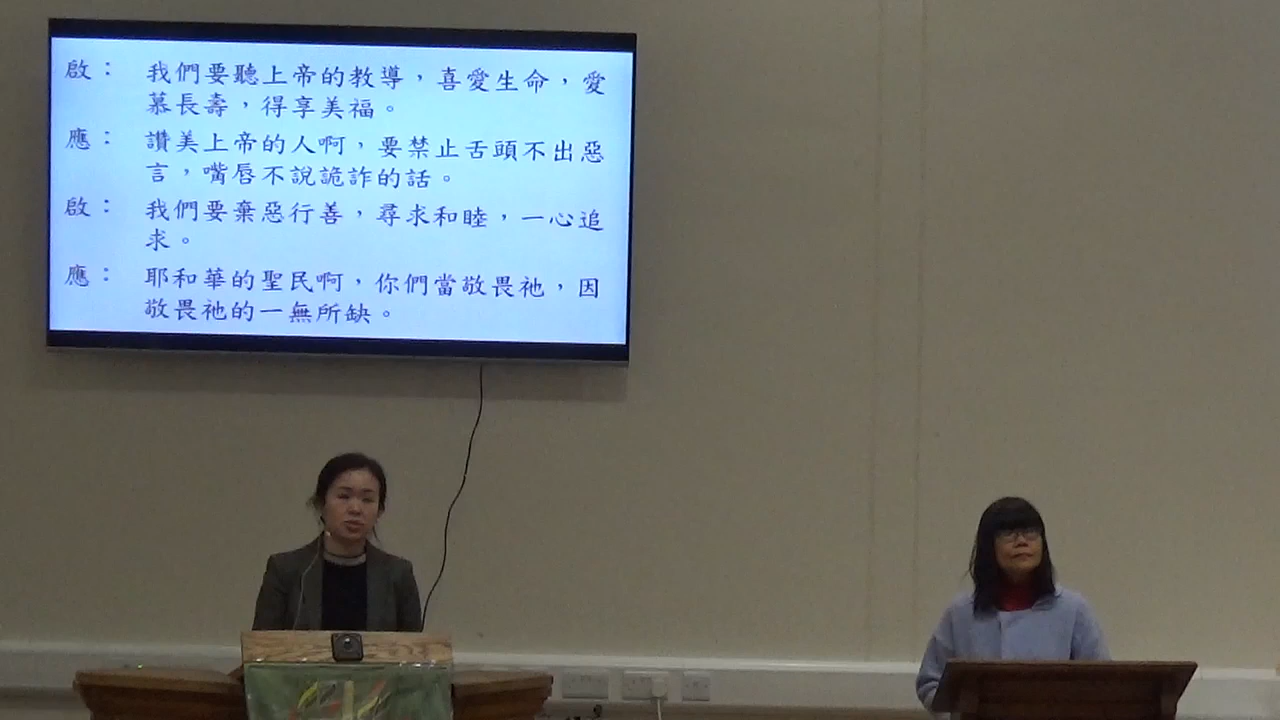 啟： 我們要聽上帝的教導，喜愛生命，愛
慕長壽，得享美福。
應： 讚美上帝的人啊，要禁止舌頭不出惡
言，嘴唇不說詭詐的話。
啟： 我們要棄惡行善，尋求和睦，一心追
求。
應： 耶和華的聖民啊，你們當敬畏祂，因
敬畏祂的一無所缺。